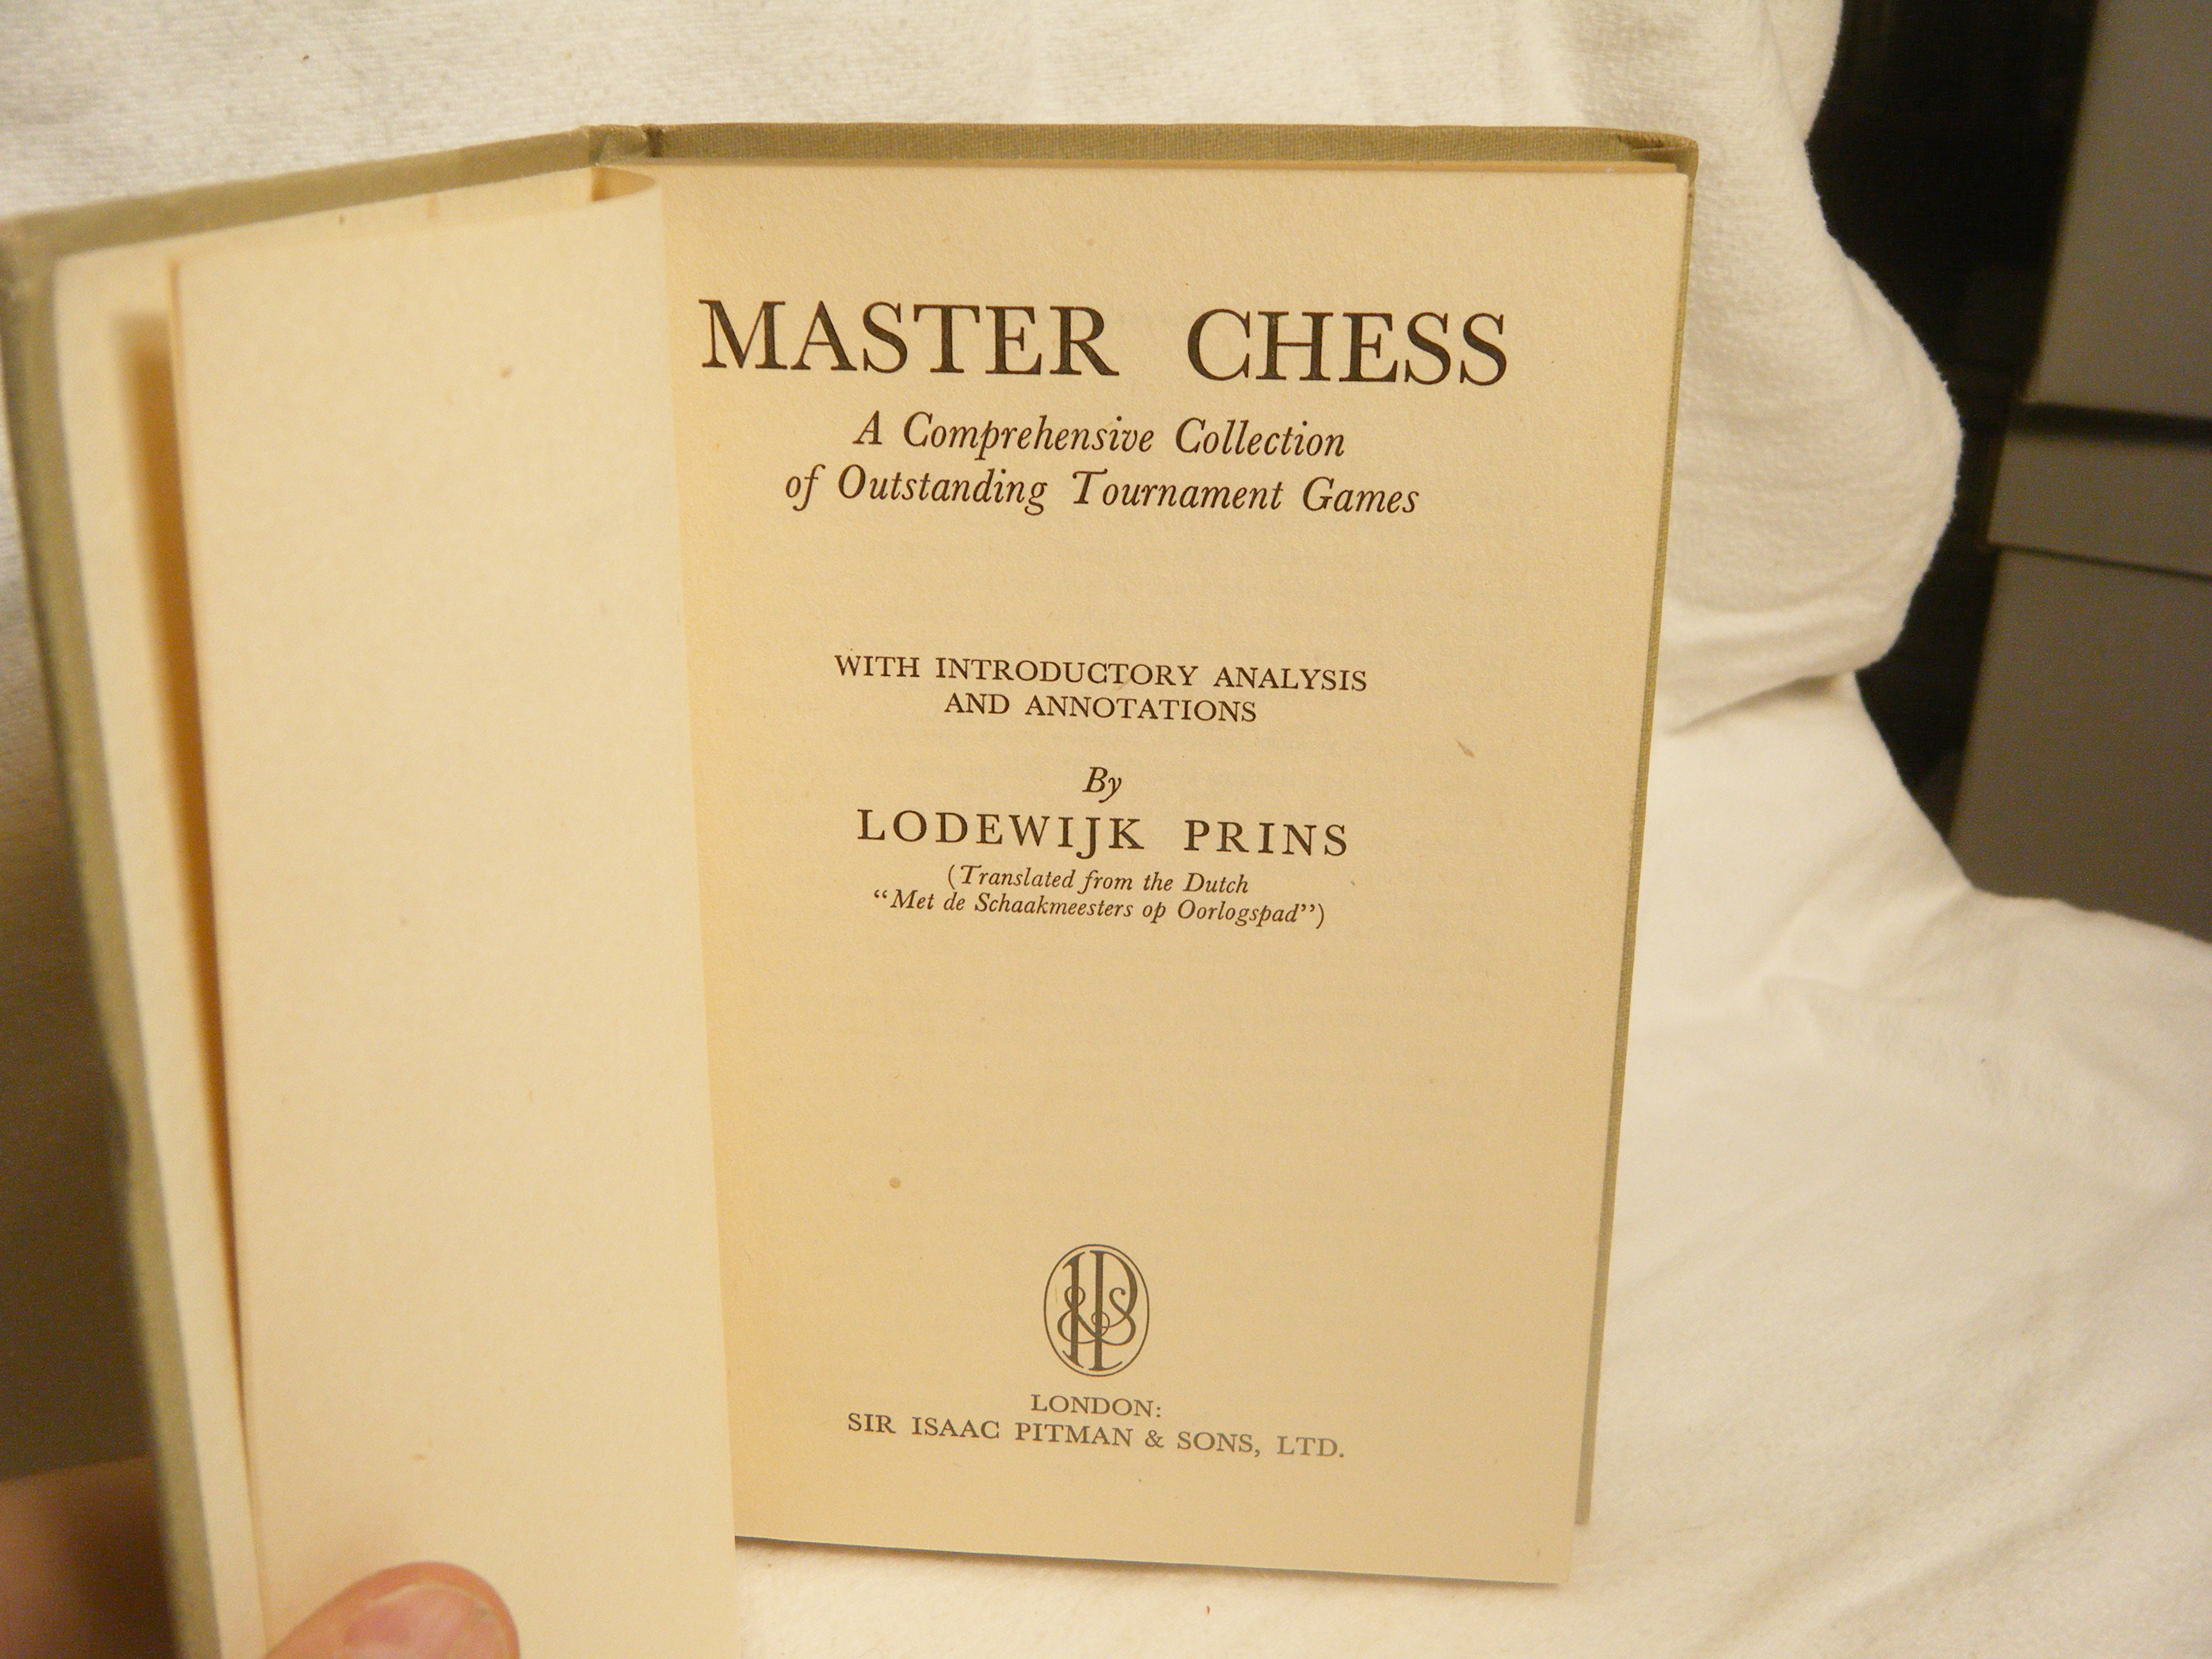 MASTER CHESS
A Comprehensive Collection
of Outstanding Tournament Games
WITH INTRODUCTORY ANALYSIS
AND ANNOTATIONS
By
LODEWIJK PRINS
(Translated from the Dutch
“Met de Schaakmeesters op Oorlogspad”)
LONDON:
SIR ISAAC PITMAN & SONS, LTD.